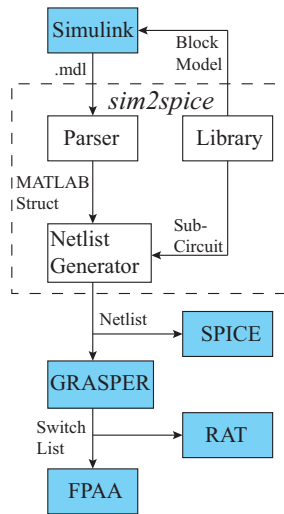 Simulink
Block
Model
.mdl
sim2spice
Parser
Library
MATLAB
Struct
Sub-
Circuit
Netlist
Generator
Netlist
SPICE
GRASPER
Switch
List
RAT
FPAA